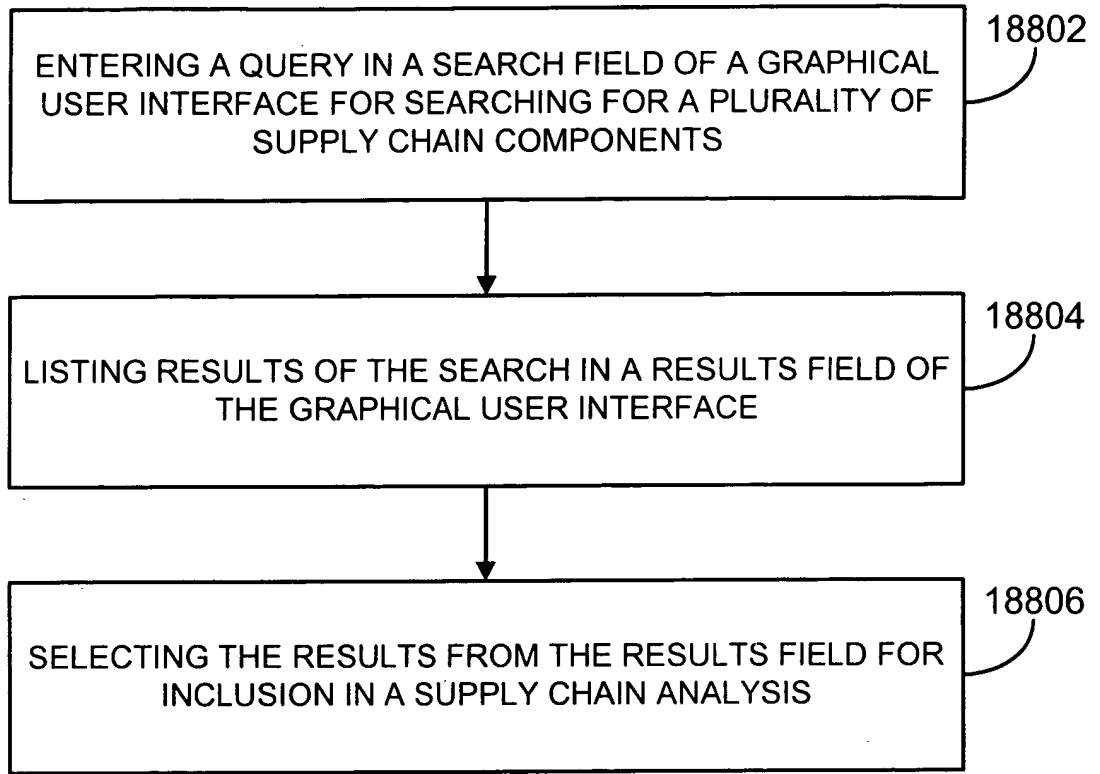 18802
ENTERING A QUERY IN A SEARCH FIELD OF A GRAPHICAL
USER INTERFACE FOR SEARCHING FOR A PLURALITY OF
SUPPLY CHAIN COMPONENTS
18804
LISTING RESULTS OF THE SEARCH IN A RESULTS FIELD OF
THE GRAPHICAL USER INTERFACE
18806
SELECTING THE RESULTS FROM THE RESULTS FIELD FOR
INCLUSION IN A SUPPLY CHAIN ANALYSIS